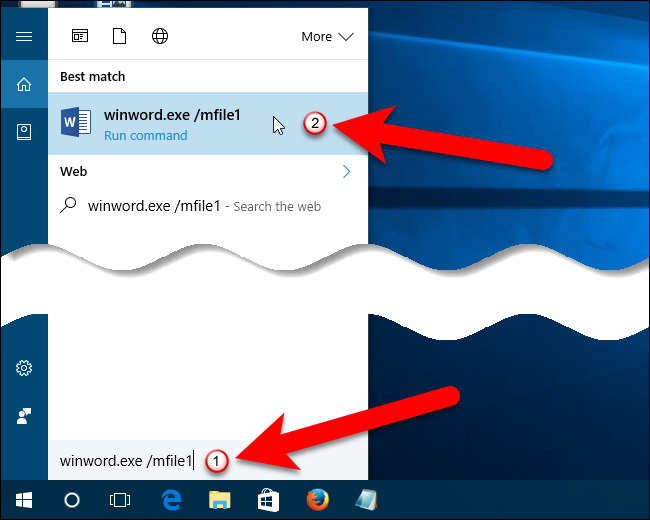 More
Best match
winword.exe /mfile1
Run command
2
Web
winword.exe /mfile1 - Search the web
winword.exe /mfile1
1